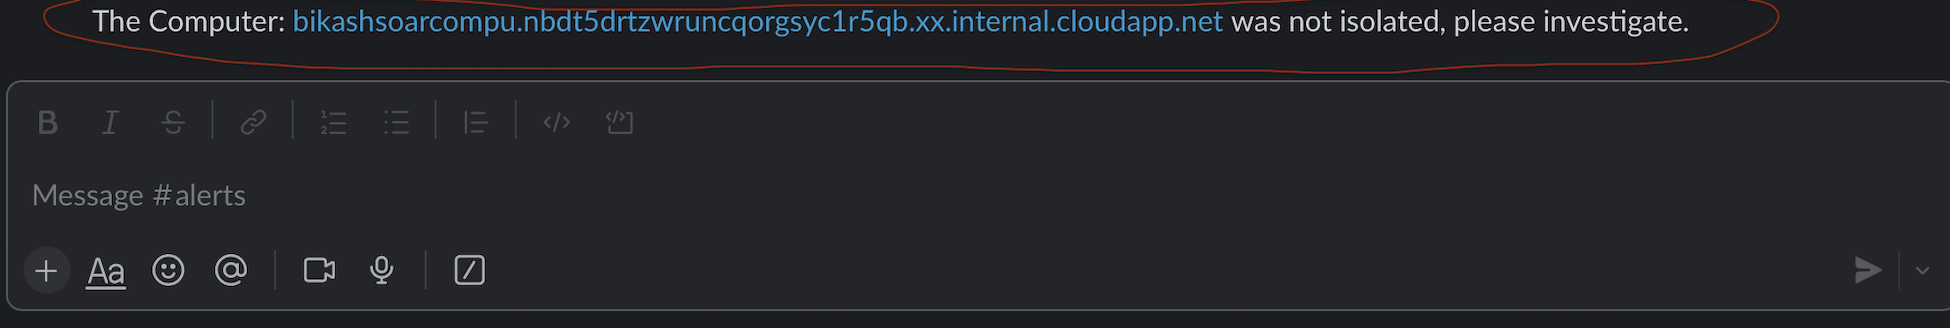 The Computer: bikashsoarcompu.nbdt5drtzwruncqorgsyc1r5qb.xx.internal.cloudapp.net was not isolated, please investigate.
B I S
Message #alerts
+ Aa @